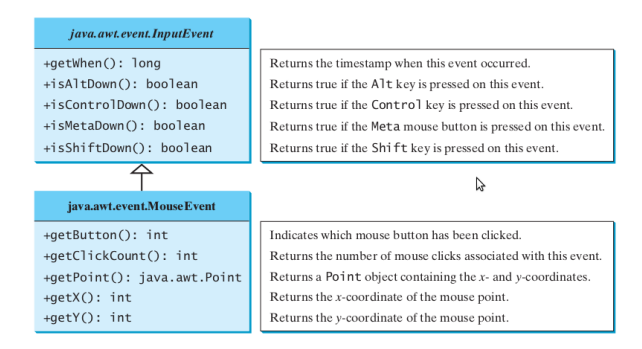 java.awt.event.InputEvent
+getWhen(): long
Returns the timestamp when this event occurred.
+isAltDown(): boolean
Returns true if the Alt key is pressed on this event.
+isControlDown(): boolean
Returns true if the Control key is pressed on this event.
+isMetaDown(): boolean
Returns true if the Meta mouse button is pressed on this event.
+isShiftDown(): boolean
Returns true if the Shift key is pressed on this event.
java.awt.event.MouseEvent
+getButton(): int
Indicates which mouse button has been clicked.
+getClickCount(): int
Returns the number of mouse clicks associated with this event.
+getPoint(): java.awt.Point
Returns a Point object containing the x- and y-coordinates.
+getX(): int
Returns the x-coordinate of the mouse point.
+getY(): int
Returns the y-coordinate of the mouse point.